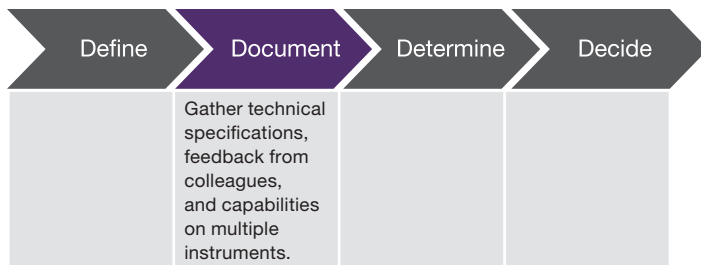 Define
Document
Determine
Decide
Gather technical
specifications,
feedback from
colleagues,
and capabilities
on multiple
instruments.